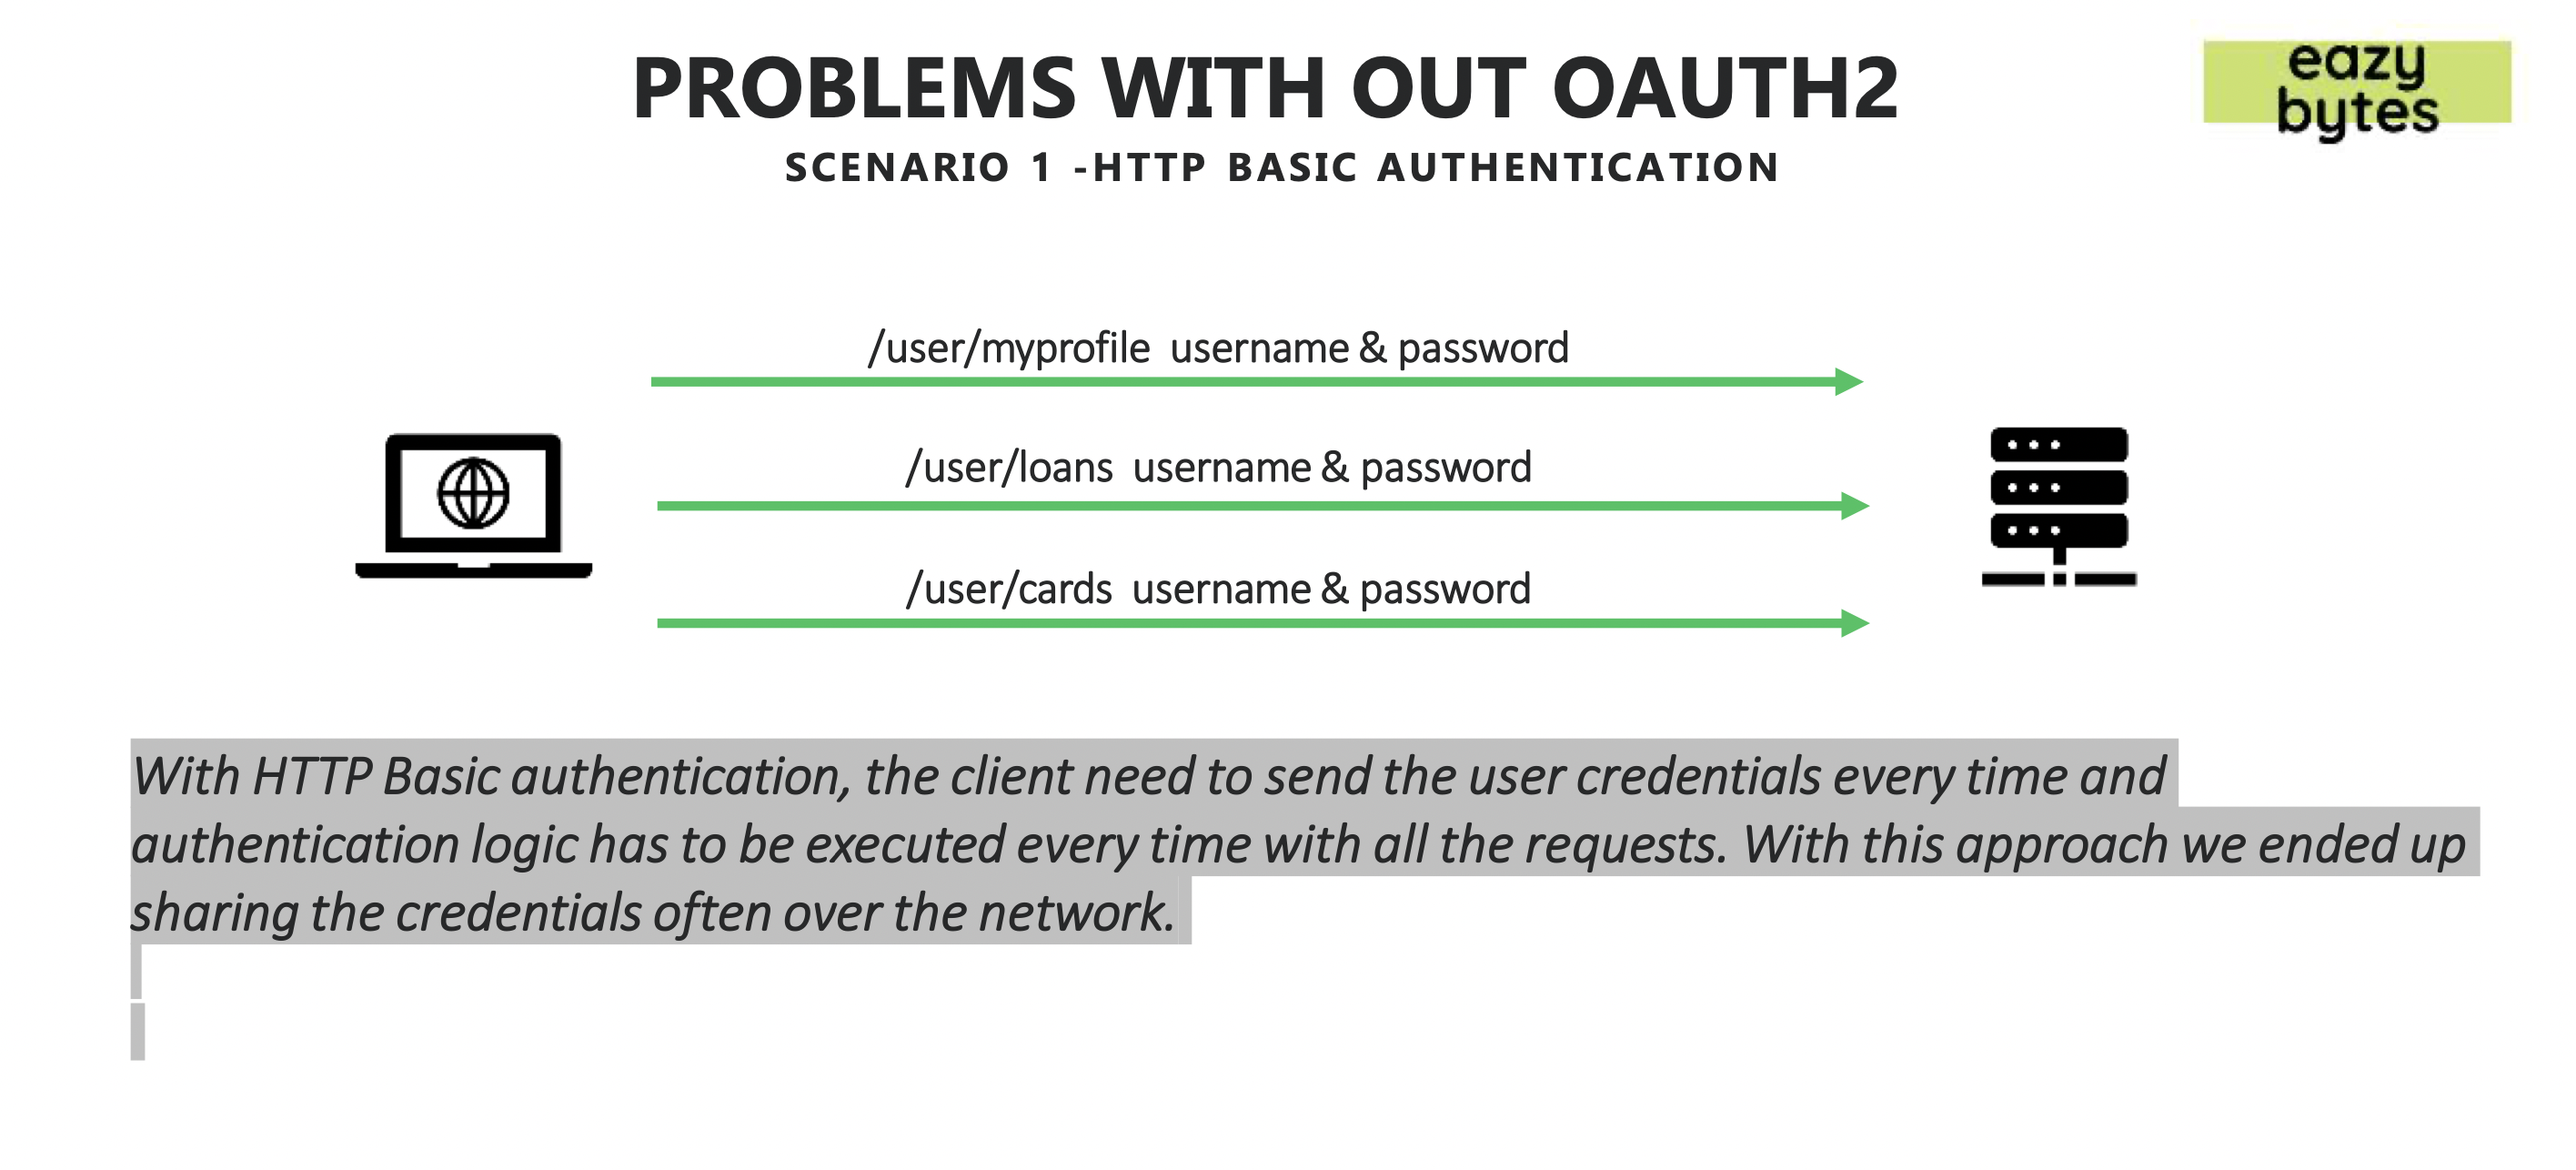 PROBLEMS WITH OUT OAUTH2
eazy
bytes
SCENARIO 1 -HTTP BASIC AUTHENTICATION
/user/myprofile username & password
/user/loans username & password
/user/cards username & password
With HTTP Basic authentication, the client need to send the user credentials every time and
authentication logic has to be executed every time with all the requests. With this approach we ended up
sharing the credentials often over the network.